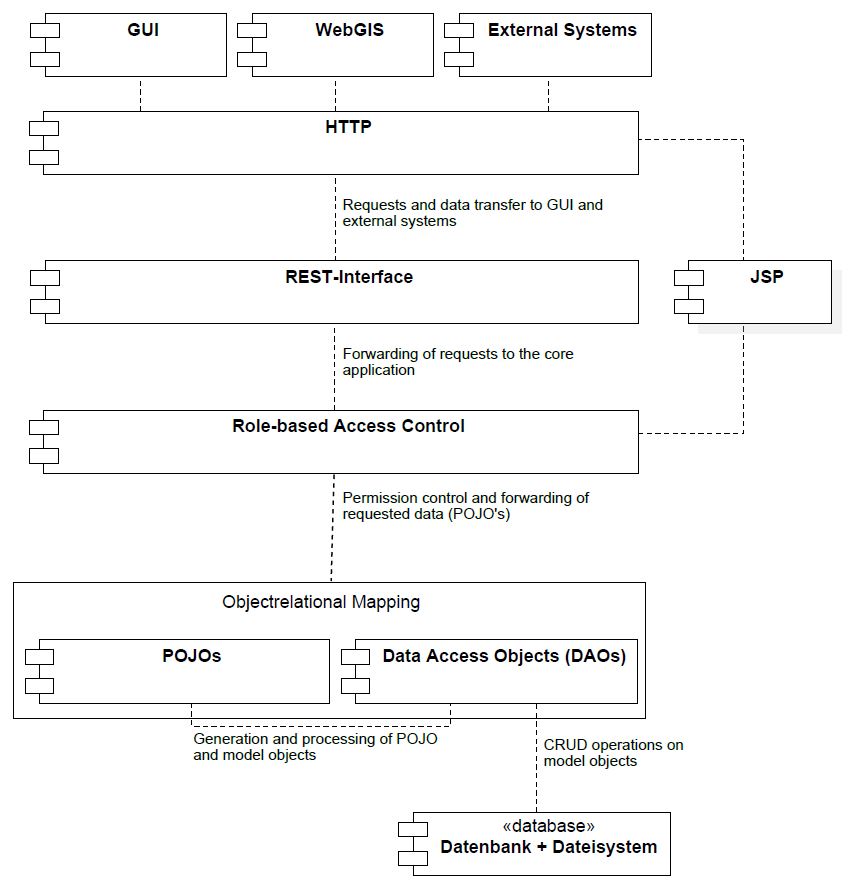 GUI
WebGIS
External Systems
HTTP
Requests and data transfer to GUI and
external systems
REST-Interface
JSP
Forwarding of requests to the core
application
Role-based Access Control
Permission control and forwarding of
requested data (POJO's)
Objectrelational Mapping
POJOs
Data Access Objects (DAOs)
Generation and processing of POJO
and model objects
CRUD operations on
model objects
«database»
Datenbank + Dateisystem